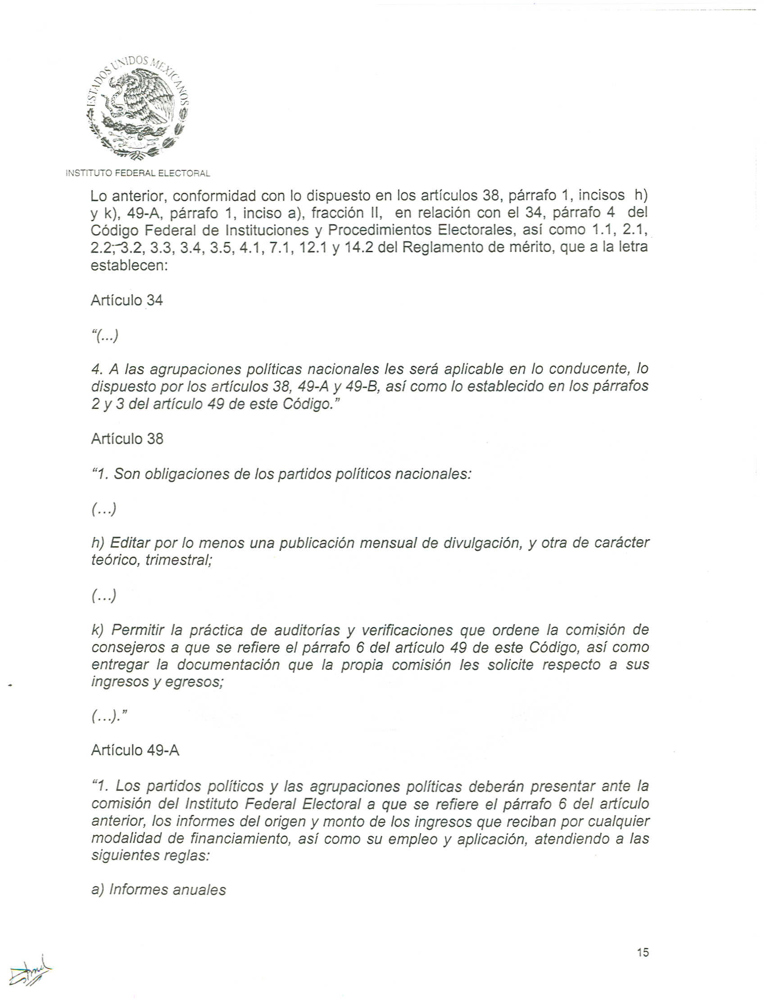 ESTADOS UNIDOS MEXICANOS
INSTITUTO FEDERAL ELECTORAL
Lo anterior, conformidad con lo dispuesto en los artículos 38, párrafo 1, incisos h)
y k), 49-A, párrafo 1, inciso a), fracción II, en relación con el 34, párrafo 4 del
Código Federal de Instituciones y Procedimientos Electorales, así como 1.1, 2.1,
2.2, 3.2, 3.3, 3.4, 3.5, 4.1, 7.1, 12.1 y 14.2 del Reglamento de mérito, que a la letra
establecen:
Artículo 34
“(...)
4. A las agrupaciones políticas nacionales les será aplicable en lo conducente, lo
dispuesto por los artículos 38, 49-A y 49-B, así como lo establecido en los párrafos
2 y 3 del artículo 49 de este Código.”
Artículo 38
“1. Son obligaciones de los partidos políticos nacionales:
(...)
h) Editar por lo menos una publicación mensual de divulgación, y otra de carácter
teórico, trimestral;
(...)
k) Permitir la práctica de auditorías y verificaciones que ordene la comisión de
consejeros a que se refiere el párrafo 6 del artículo 49 de este Código, así como
entregar la documentación que la propia comisión les solicite respecto a sus
ingresos y egresos;
(...).”
Artículo 49-A
“1. Los partidos políticos y las agrupaciones políticas deberán presentar ante la
comisión del Instituto Federal Electoral a que se refiere el párrafo 6 del artículo
anterior, los informes del origen y monto de los ingresos que reciban por cualquier
modalidad de financiamiento, así como su empleo y aplicación, atendiendo a las
siguientes reglas:
a) Informes anuales
15